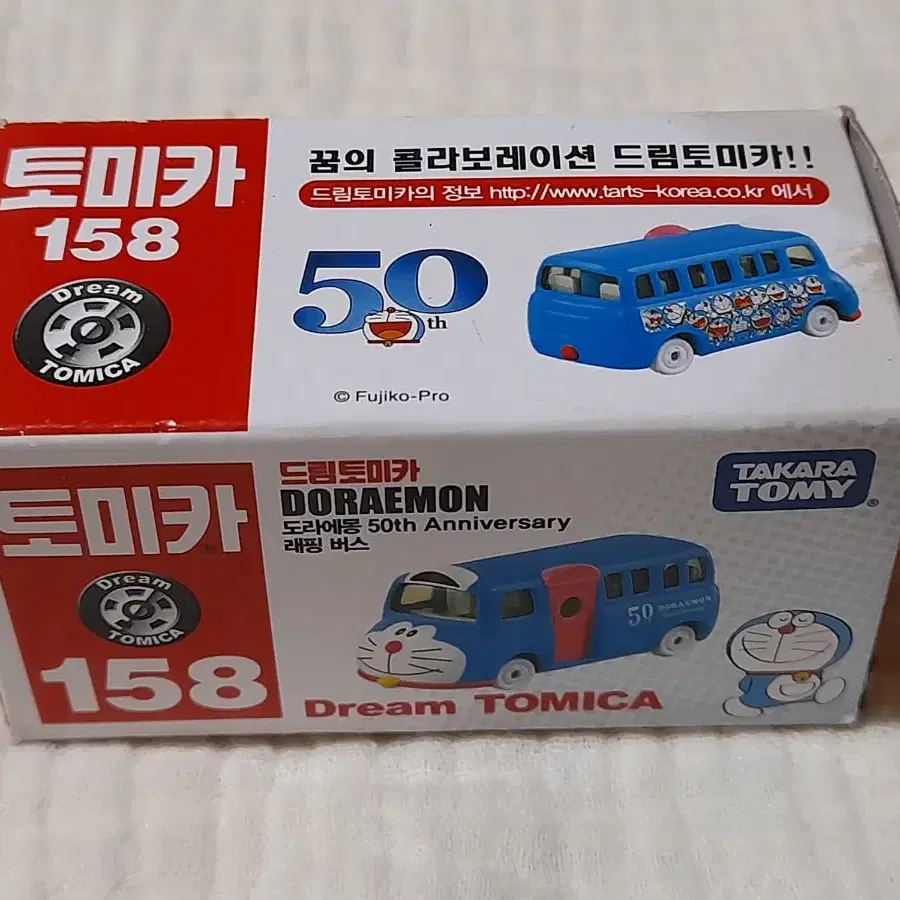 토미카
158
Dream
TOMICA
꿈의 콜라보레이션 드림토미카!!
드림토미카의 정보 http://www.tarts-korea.co.kr 에서
50th
© Fujiko-Pro
토미카
Dream
TOMICA
158
드림토미카
DORAEMON
도라에몽 50th Anniversary
래핑 버스
TAKARA
TOMY
50 DORAEMON
Dream TOMICA